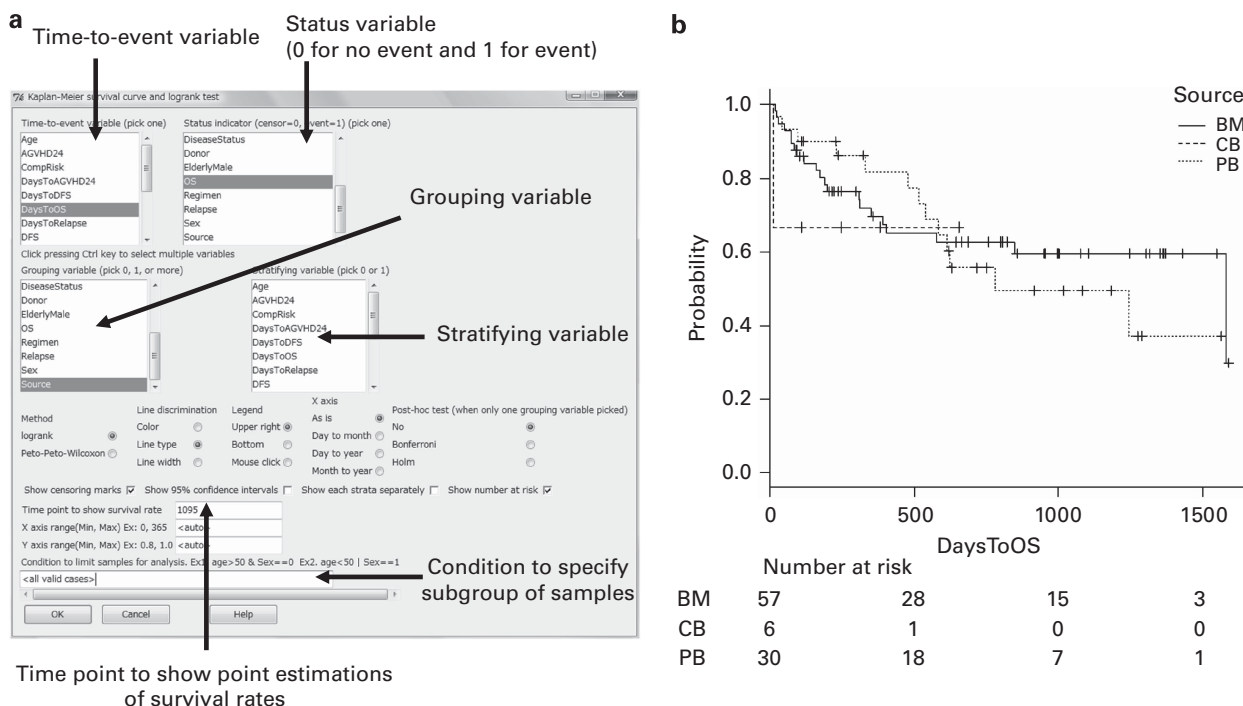 a
Time-to-event variable
Status variable
(0 for no event and 1 for event)
Kaplan-Meier survival curve and logrank test
Time-to-event variable (pick one)
Age
AGVHD24
CompRisk
DaysToAGVHD24
DaysToDFS
DaysToOS
DaysToRelapse
DFS
Status indicator (censor=0, event=1) (pick one)
DiseaseStatus
Donor
ElderlyMale
OS
Regimen
Relapse
Sex
Source
Grouping variable
Click pressing Ctrl key to select multiple variables
Grouping variable (pick 0, 1, or more)
DiseaseStatus
Donor
ElderlyMale
OS
Regimen
Relapse
Sex
Source
Stratifying variable (pick 0 or 1)
Age
AGVHD24
CompRisk
DaysToAGVHD24
DaysToDFS
DaysToOS
DaysToRelapse
DFS
Stratifying variable
Method
logrank
Peto-Peto-Wilcoxon
Line discrimination
Color
Line type
Line width
Legend
Upper right
Bottom
Mouse click
X axis
As is
Day to month
Day to year
Month to year
Post-hoc test (when only one grouping variable picked)
No
Bonferroni
Holm
Show censoring marks
Show 95% confidence intervals
Show each strata separately
Show number at risk
Time point to show survival rate 1095
X axis range(Min, Max) Ex: 0, 365 <auto>
Y axis range(Min, Max) Ex: 0.8, 1.0 <auto>
Condition to limit samples for analysis. Ex1. age>50 & Sex==0 Ex2. age<50 | Sex==1
<all valid cases>
OK Cancel Help
Condition to specify
subgroup of samples
Time point to show point estimations
of survival rates
b
Source
BM
CB
PB
Probability
1.0
0.8
0.6
0.4
0.2
0.0
0 500 1000 1500
DaysToOS
Number at risk
BM 57 28 15 3
CB 6 1 0 0
PB 30 18 7 1